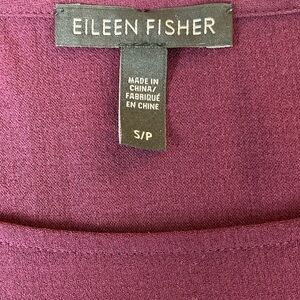 EILEEN FISHER
MADE IN
CHINA/
FABRIQUÉ
EN CHINE
S/P